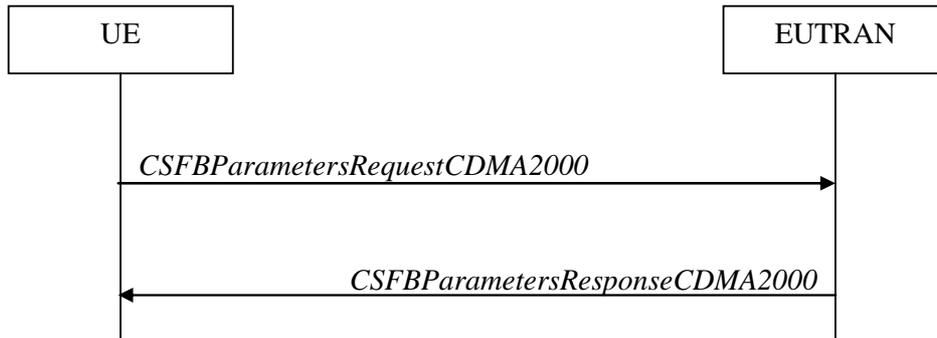 UE
EUTRAN
CSFBParametersRequestCDMA2000
CSFBParametersResponseCDMA2000